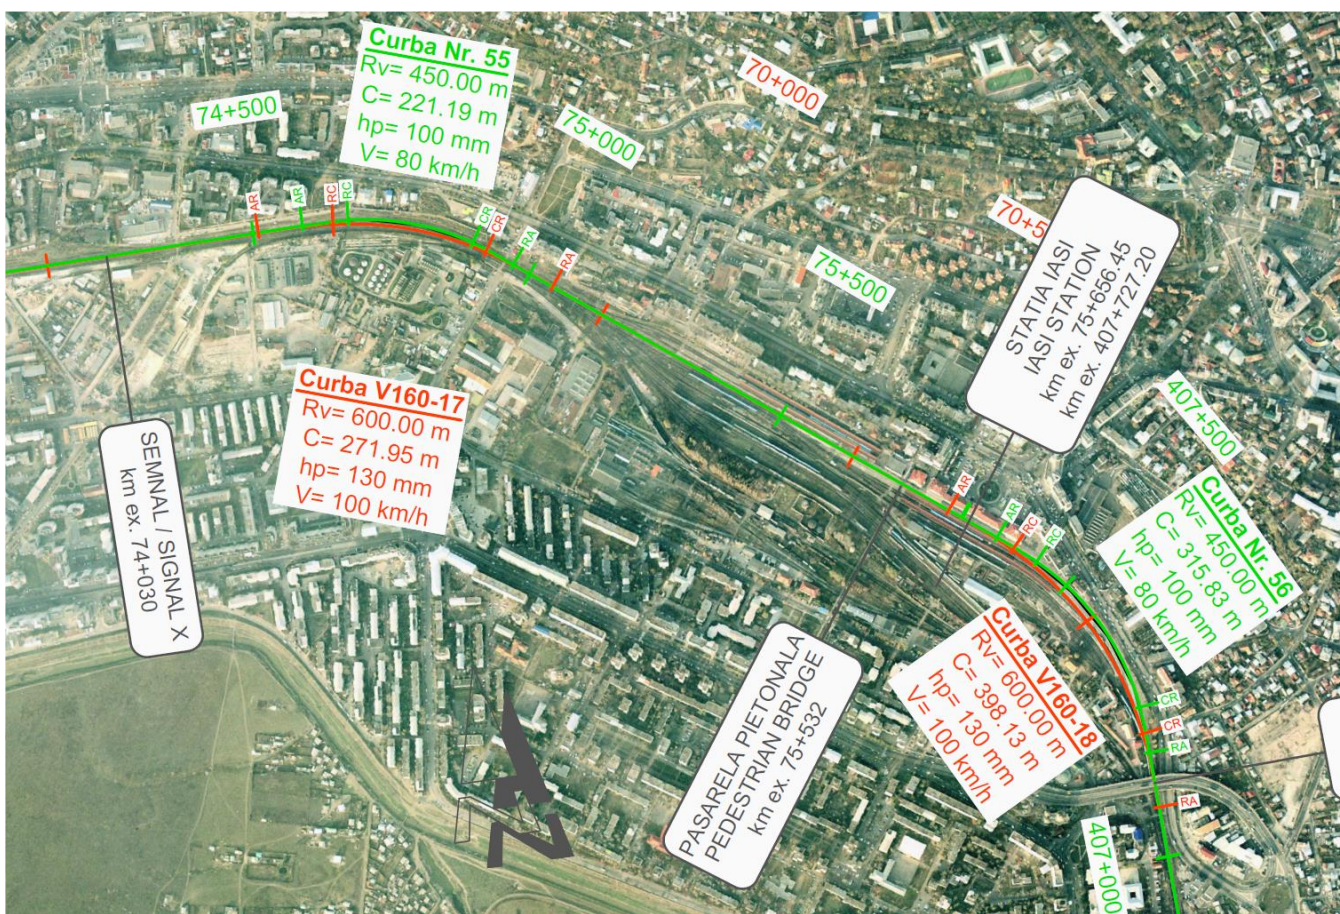 Curba Nr. 55
Rv= 450.00 m
C= 221.19 m
hp= 100 mm
V= 80 km/h
74+500
75+000
70+000
70+5
75+500
STATIA IASI
IASI STATION
km ex. 75+656.45
km ex. 407+727.20
AR
AR
RC
RC
CR
CR
RA
RA
Curba V160-17
Rv= 600.00 m
C= 271.95 m
hp= 130 mm
V= 100 km/h
SEMNAL / SIGNAL X
km ex. 74+030
407+500
Curba Nr. 56
Rv= 450.00 m
C= 315.83 m
hp= 100 mm
V= 80 km/h
AR
AR
RC
RC
Curba V160-18
Rv= 600.00 m
C= 398.13 m
hp= 130 mm
V= 100 km/h
PASARELA PIETONALA
PEDESTRIAN BRIDGE
km ex. 75+532
CR
CR
RA
RA
407+000
N